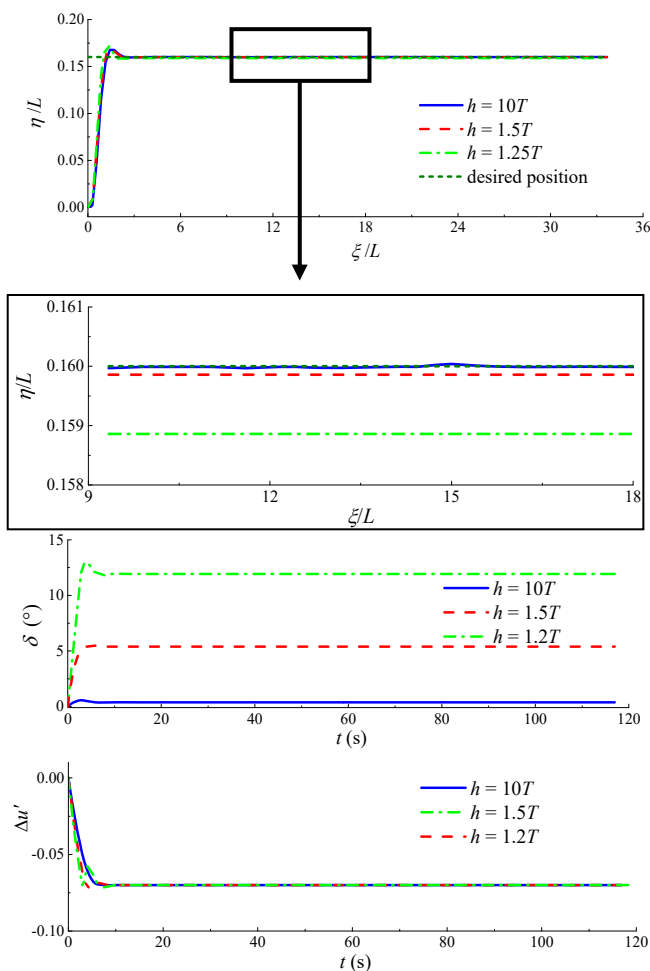 0.20
0.15
0.10
0.05
0.00
η/L
h = 10T
h = 1.5T
h = 1.25T
desired position
0 6 12 18 24 30 36
ξ/L
0.161
0.160
0.159
0.158
η/L
9 12 15 18
ξ/L
15
10
5
0
δ (°)
h = 10T
h = 1.5T
h = 1.2T
0 20 40 60 80 100 120
t (s)
0.00
-0.05
-0.10
Δu'
h = 10T
h = 1.5T
h = 1.2T
0 20 40 60 80 100 120
t (s)